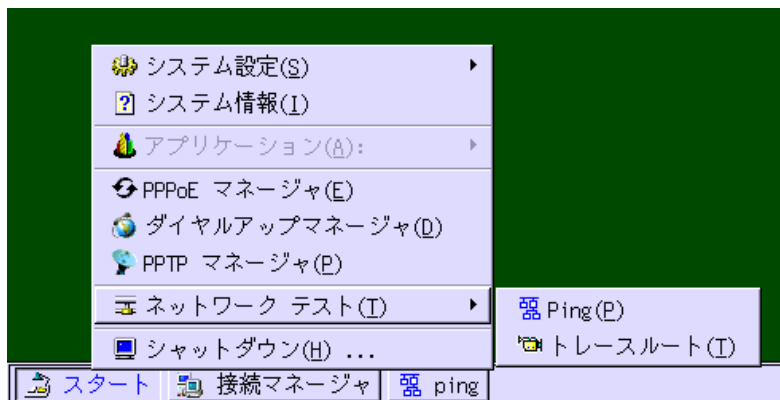 システム設定(S)
システム情報(I)
アプリケーション(A):
PPPoE マネージャ(E)
ダイヤルアップマネージャ(D)
PPTP マネージャ(P)
ネットワーク テスト(T)
シャットダウン(H) ...
Ping(P)
トレースルート(T)
スタート 接続マネージャ ping